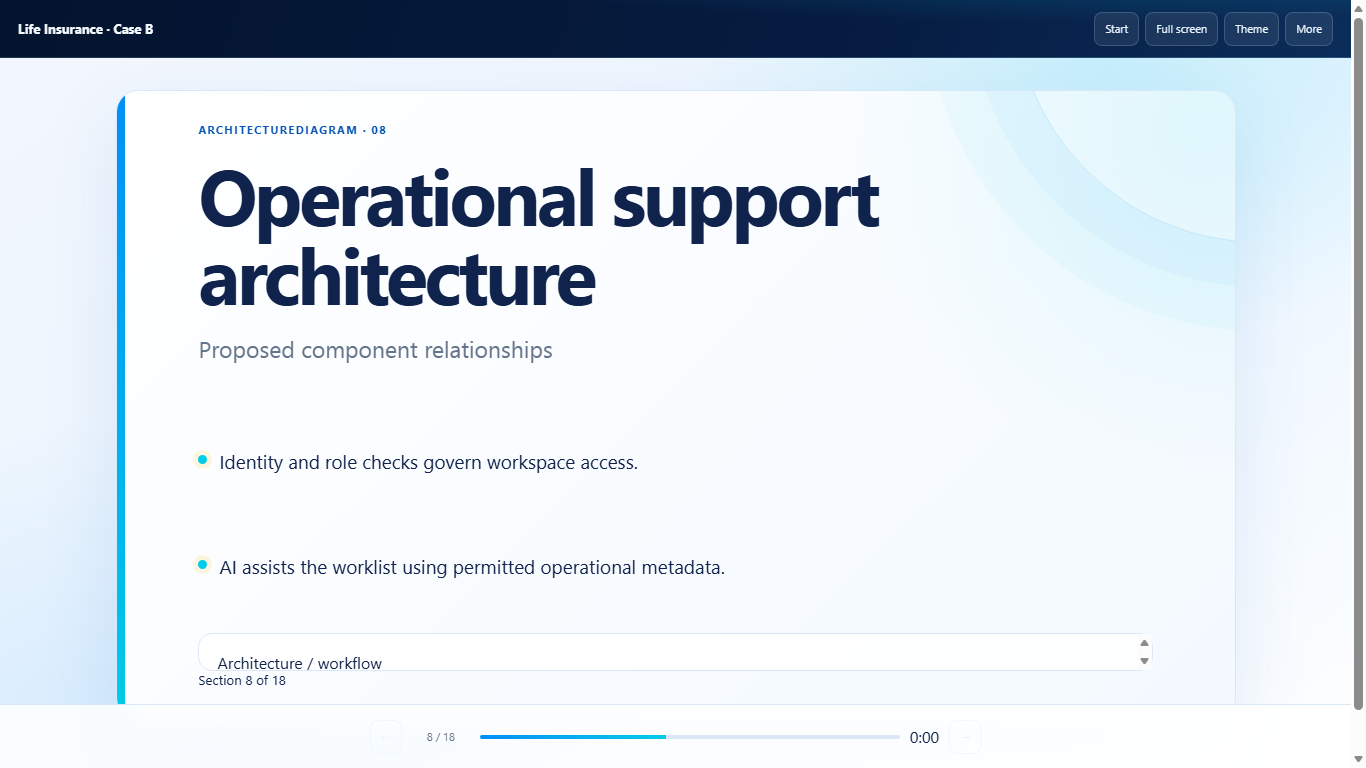 Life Insurance · Case B
Start
Full screen
Theme
More
ARCHITECTUREDIAGRAM · 08
Operational support
architecture
Proposed component relationships
Identity and role checks govern workspace access.
AI assists the worklist using permitted operational metadata.
Architecture / workflow
Section 8 of 18
←
8 / 18
0:00
→